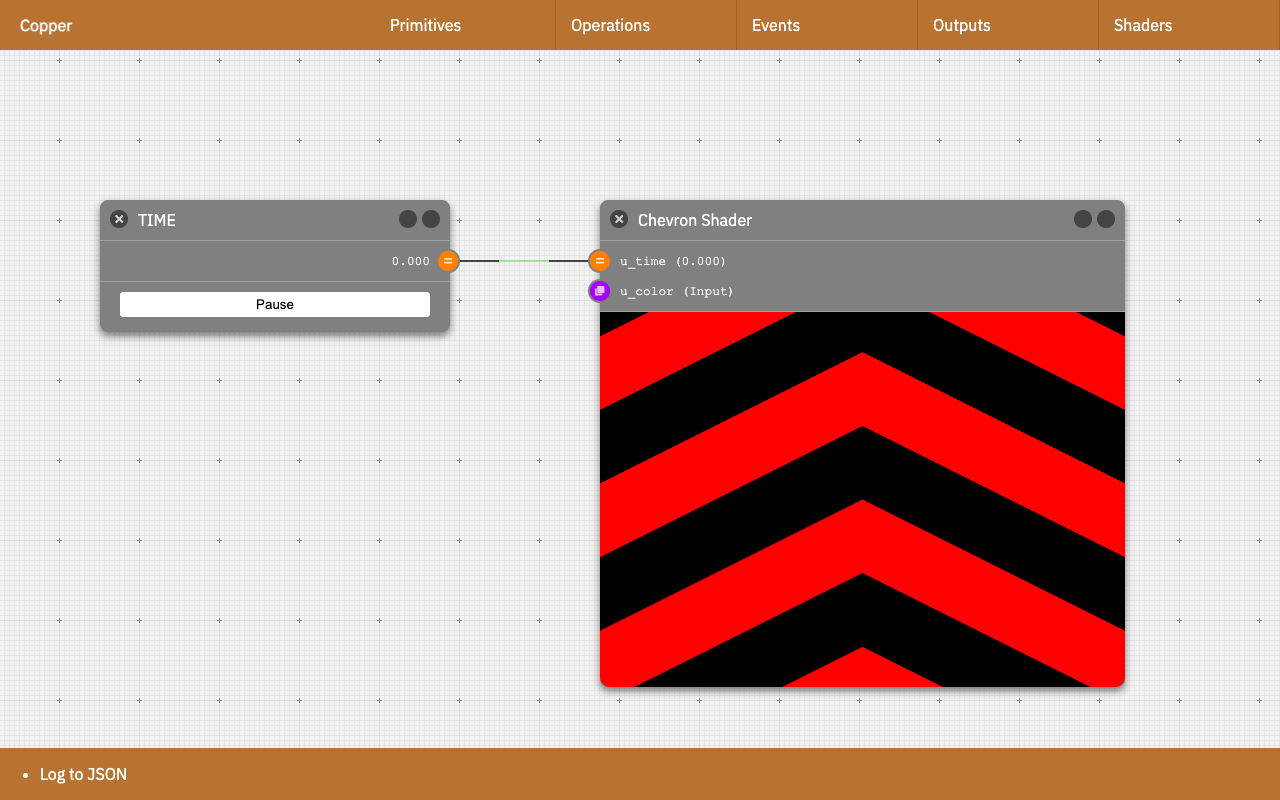 Copper
Primitives
Operations
Events
Outputs
Shaders
TIME
0.000
Pause
Chevron Shader
u_time (0.000)
u_color (Input)
Log to JSON